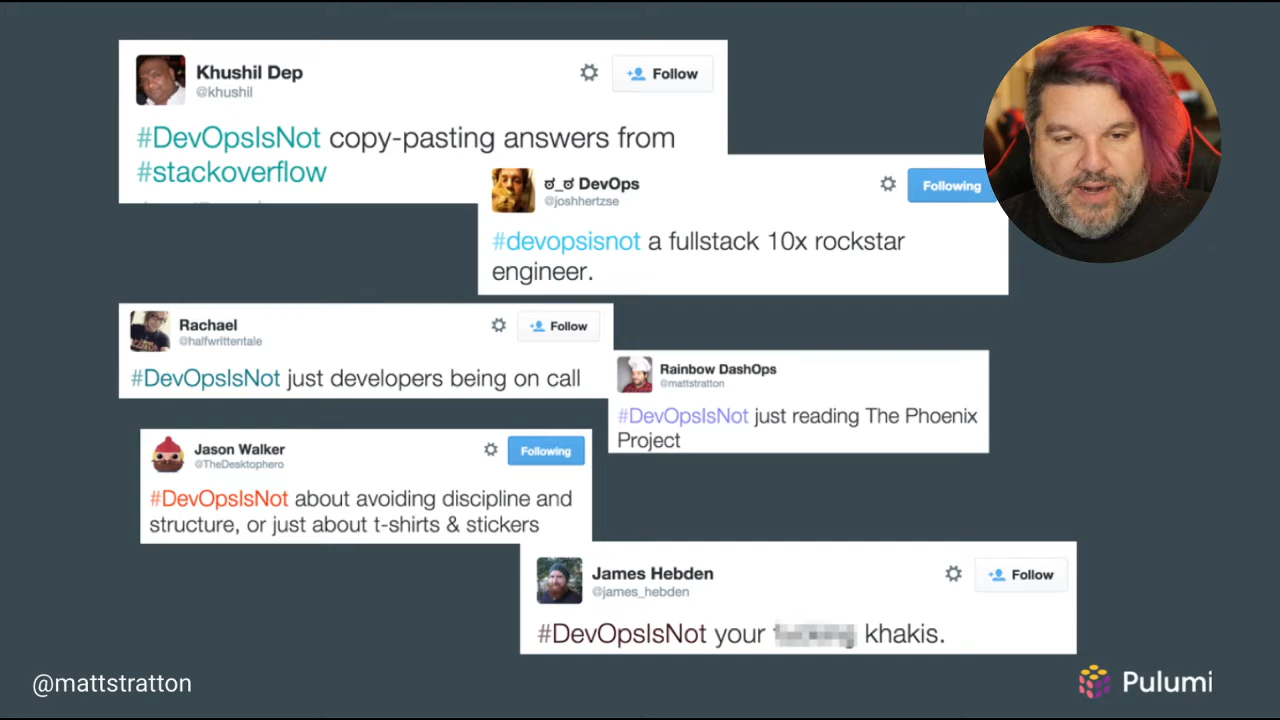 Khushil Dep
@khushil
Follow
#DevOpsIsNot copy-pasting answers from
#stackoverflow
ಠ_ಠ DevOps
@joshhertzse
Following
#devopsisnot a fullstack 10x rockstar
engineer.
Rachael
@halfwrittentale
Follow
#DevOpsIsNot just developers being on call
Rainbow DashOps
@mattstratton
#DevOpsIsNot just reading The Phoenix
Project
Jason Walker
@TheDesktophero
Following
#DevOpsIsNot about avoiding discipline and
structure, or just about t-shirts & stickers
James Hebden
@james_hebden
Follow
#DevOpsIsNot your khakis.
@mattstratton
Pulumi